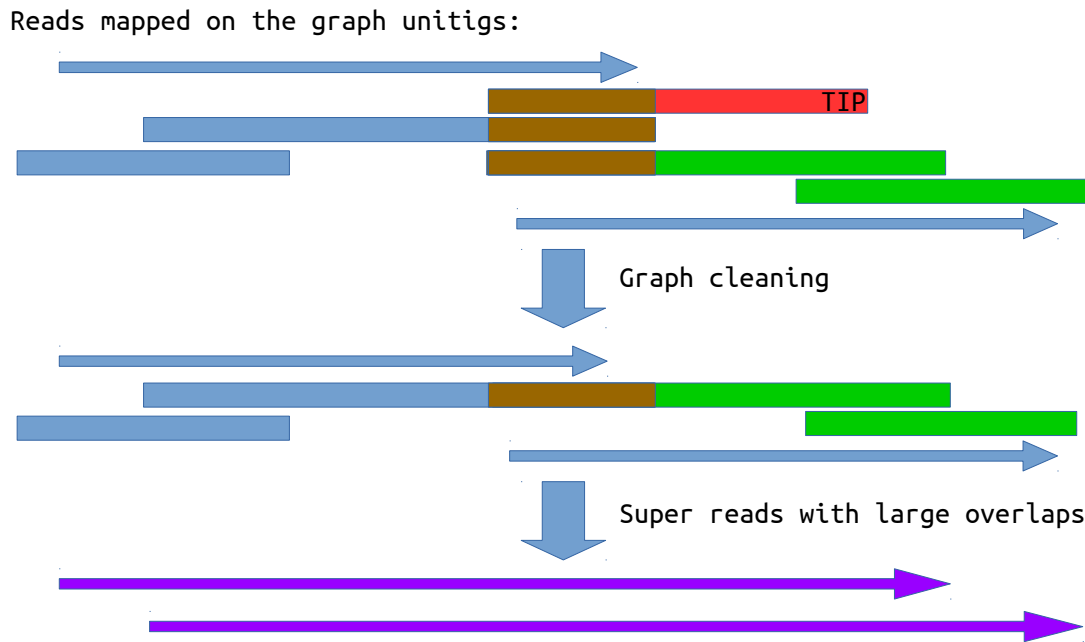 Reads mapped on the graph unitigs:
TIP
Graph cleaning
Super reads with large overlaps